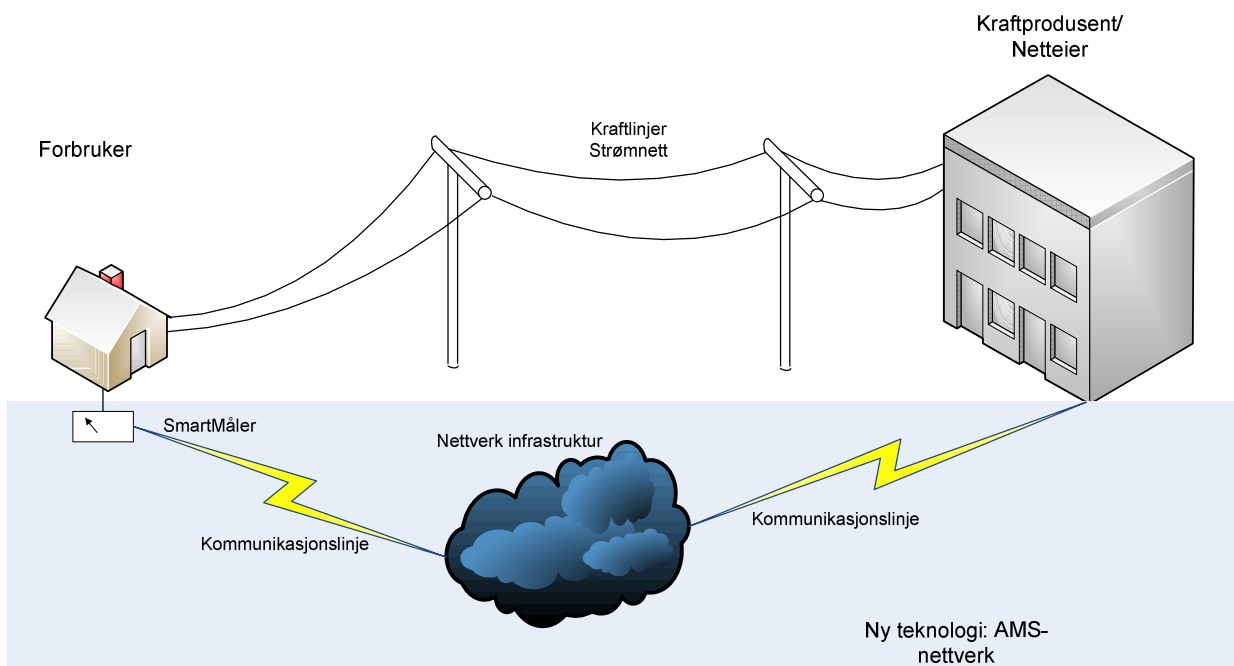 Kraftprodusent/
Netteier
Kraftlinjer
Strømnett
Forbruker
SmartMåler
Nettverk infrastruktur
Kommunikasjonslinje
Kommunikasjonslinje
Ny teknologi: AMS-
nettverk